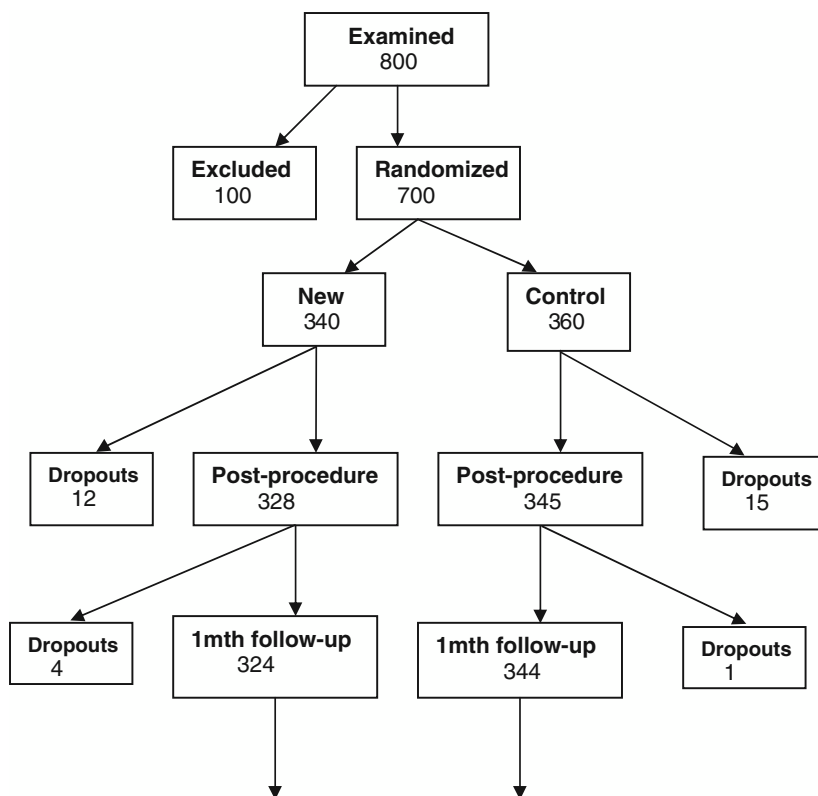 Examined
800
Excluded
100
Randomized
700
New
340
Control
360
Dropouts
12
Post-procedure
328
Post-procedure
345
Dropouts
15
Dropouts
4
1mth follow-up
324
1mth follow-up
344
Dropouts
1